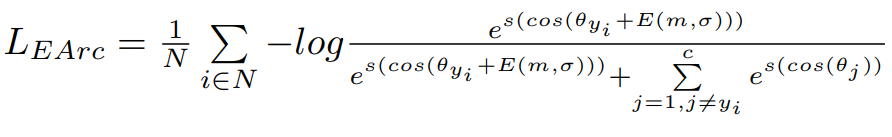 L_{EArc} = \frac{1}{N} \sum_{i \in N} -log \frac{e^{s(cos(\theta_{y_i} + E(m,\sigma)))}}{e^{s(cos(\theta_{y_i} + E(m,\sigma)))} + \sum_{j=1, j \neq y_i}^{c} e^{s(cos(\theta_j))}}